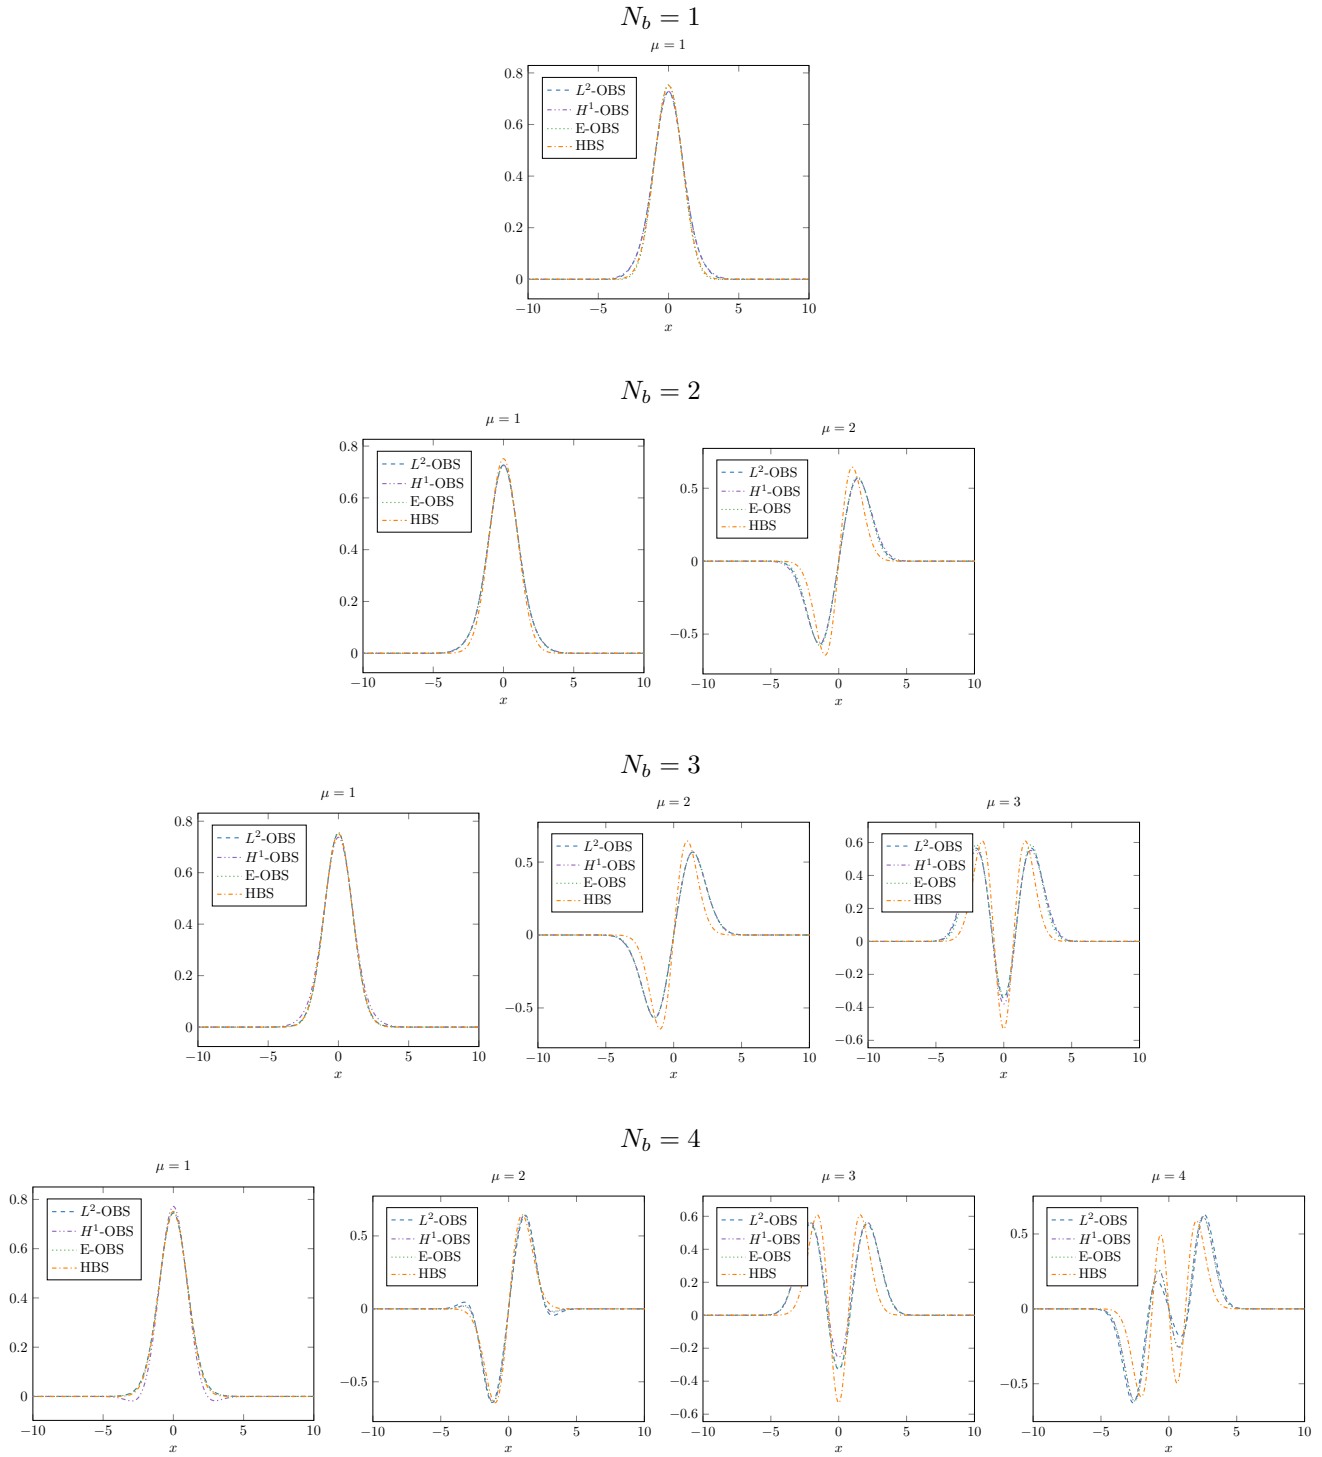 N_b = 1
μ = 1
0.8
0.6
0.4
0.2
0
L²-OBS
H¹-OBS
E-OBS
HBS
−10 −5 0 5 10
x
N_b = 2
μ = 1
0.8
0.6
0.4
0.2
0
L²-OBS
H¹-OBS
E-OBS
HBS
−10 −5 0 5 10
x
μ = 2
0.5
0
−0.5
L²-OBS
H¹-OBS
E-OBS
HBS
−10 −5 0 5 10
x
N_b = 3
μ = 1
0.8
0.6
0.4
0.2
0
L²-OBS
H¹-OBS
E-OBS
HBS
−10 −5 0 5 10
x
μ = 2
0.5
0
−0.5
L²-OBS
H¹-OBS
E-OBS
HBS
−10 −5 0 5 10
x
μ = 3
0.6
0.4
0.2
0
−0.2
−0.4
−0.6
L²-OBS
H¹-OBS
E-OBS
HBS
−10 −5 0 5 10
x
N_b = 4
μ = 1
0.8
0.6
0.4
0.2
0
L²-OBS
H¹-OBS
E-OBS
HBS
−10 −5 0 5 10
x
μ = 2
0.5
0
−0.5
L²-OBS
H¹-OBS
E-OBS
HBS
−10 −5 0 5 10
x
μ = 3
0.6
0.4
0.2
0
−0.2
−0.4
−0.6
L²-OBS
H¹-OBS
E-OBS
HBS
−10 −5 0 5 10
x
μ = 4
0.5
0
−0.5
L²-OBS
H¹-OBS
E-OBS
HBS
−10 −5 0 5 10
x